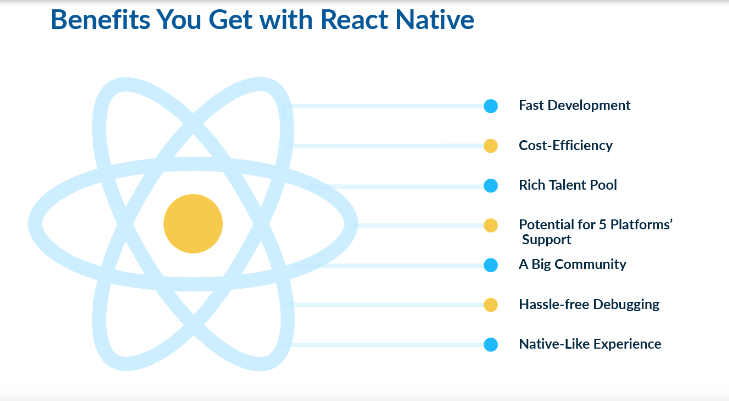 Benefits You Get with React Native
Fast Development
Cost-Efficiency
Rich Talent Pool
Potential for 5 Platforms’
Support
A Big Community
Hassle-free Debugging
Native-Like Experience